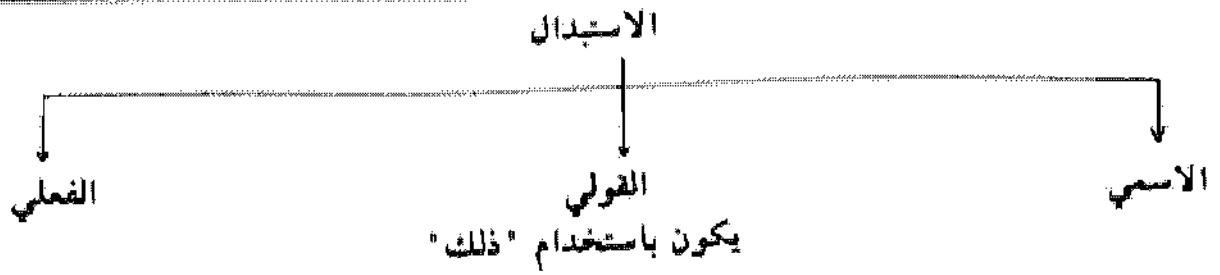 الاستبدال
الاسمي القولي الفعلي
يكون باستخدام "ذلك"